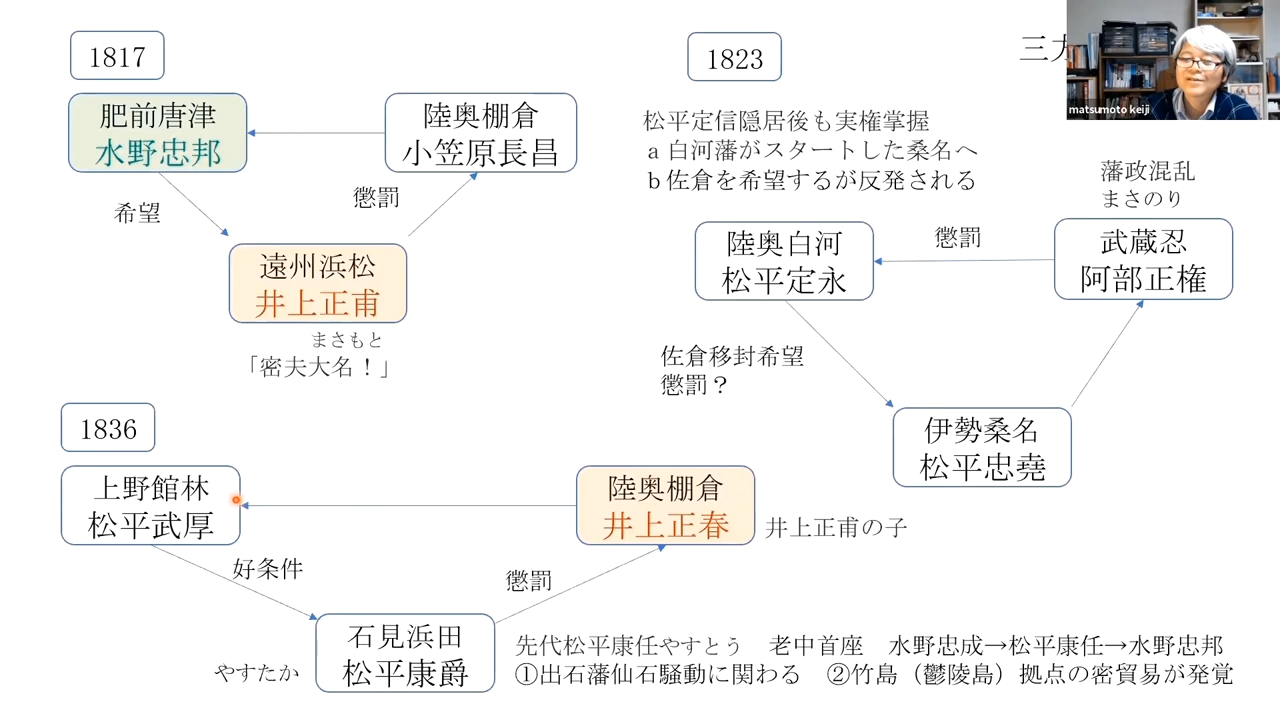 1817
肥前唐津
水野忠邦
陸奥棚倉
小笠原長昌
希望
懲罰
遠州浜松
井上正甫
まさもと
「密夫大名！」
1823
三方
matsumoto keiji
松平定信隠居後も実権掌握
a 白河藩がスタートした桑名へ
b 佐倉を希望するが反発される
藩政混乱
まさのり
陸奥白河
松平定永
懲罰
武蔵忍
阿部正権
佐倉移封希望
懲罰？
伊勢桑名
松平忠堯
1836
上野館林
松平武厚
陸奥棚倉
井上正春
井上正甫の子
好条件
懲罰
石見浜田
松平康爵
やすたか
先代松平康任やすとう　老中首座　水野忠成→松平康任→水野忠邦
①出石藩仙石騒動に関わる　②竹島（鬱陵島）拠点の密貿易が発覚